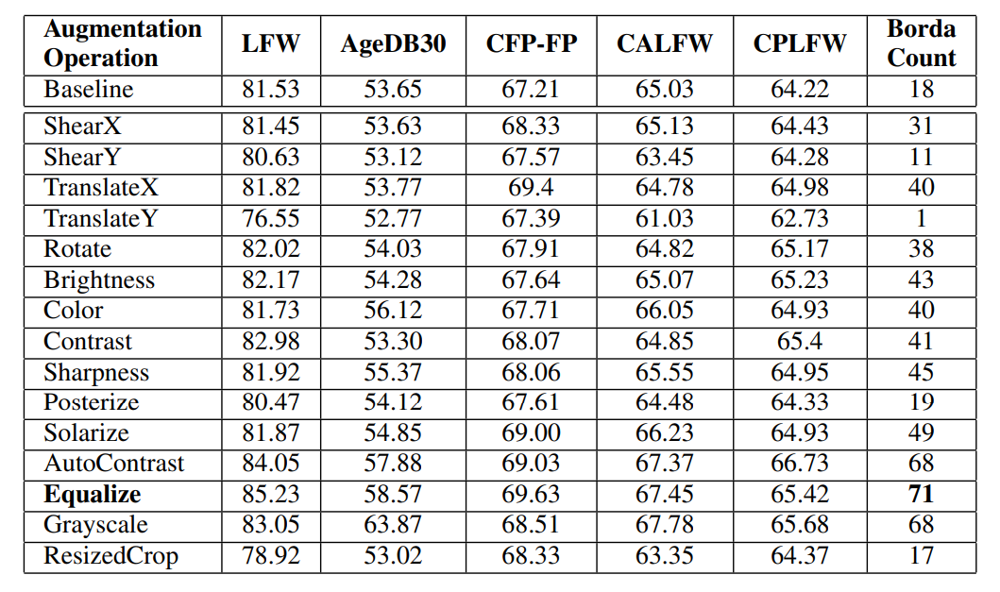 Augmentation Operation LFW AgeDB30 CFP-FP CALFW CPLFW Borda Count
Baseline 81.53 53.65 67.21 65.03 64.22 18
ShearX 81.45 53.63 68.33 65.13 64.43 31
ShearY 80.63 53.12 67.57 63.45 64.28 11
TranslateX 81.82 53.77 69.4 64.78 64.98 40
TranslateY 76.55 52.77 67.39 61.03 62.73 1
Rotate 82.02 54.03 67.91 64.82 65.17 38
Brightness 82.17 54.28 67.64 65.07 65.23 43
Color 81.73 56.12 67.71 66.05 64.93 40
Contrast 82.98 53.30 68.07 64.85 65.4 41
Sharpness 81.92 55.37 68.06 65.55 64.95 45
Posterize 80.47 54.12 67.61 64.48 64.33 19
Solarize 81.87 54.85 69.00 66.23 64.93 49
AutoContrast 84.05 57.88 69.03 67.37 66.73 68
Equalize 85.23 58.57 69.63 67.45 65.42 71
Grayscale 83.05 63.87 68.51 67.78 65.68 68
ResizedCrop 78.92 53.02 68.33 63.35 64.37 17